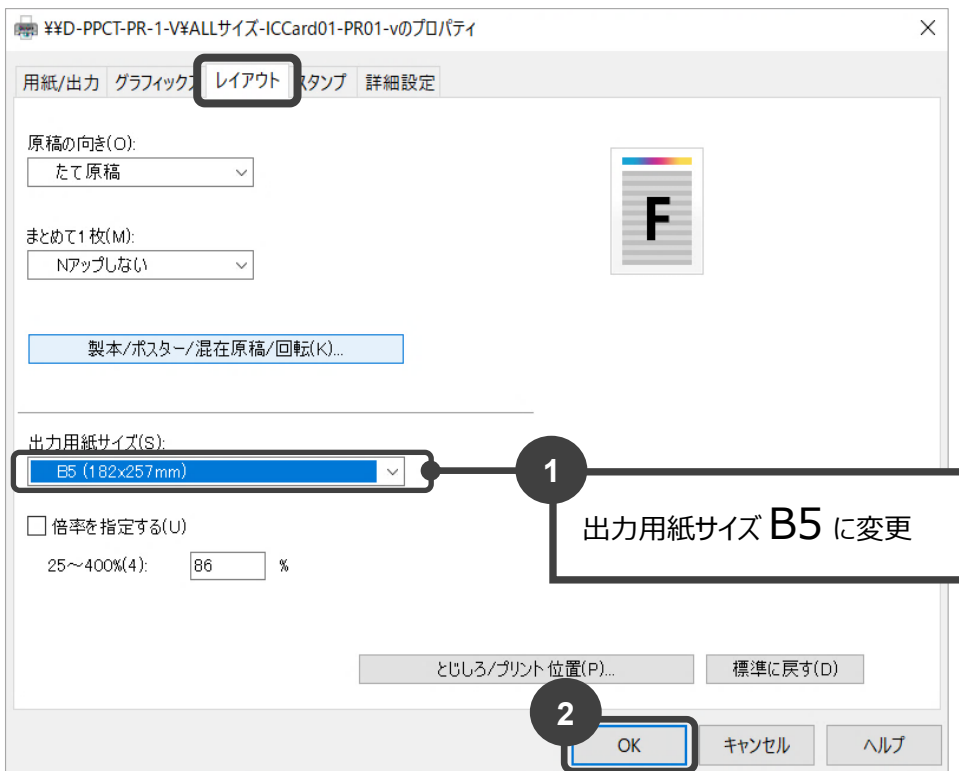 ¥¥D-PPCT-PR-1-V¥ALLサイズ-ICCard01-PR01-vのプロパティ
用紙/出力 グラフィックス レイアウト スタンプ 詳細設定
原稿の向き(O):
たて原稿
まとめて1枚(M):
Nアップしない
F
製本/ポスター/混在原稿/回転(K)...
出力用紙サイズ(S):
B5 (182x257mm)
1
出力用紙サイズ B5 に変更
倍率を指定する(U)
25～400%(4): 86 %
とじしろ/プリント位置(P)... 標準に戻す(D)
2
OK キャンセル ヘルプ